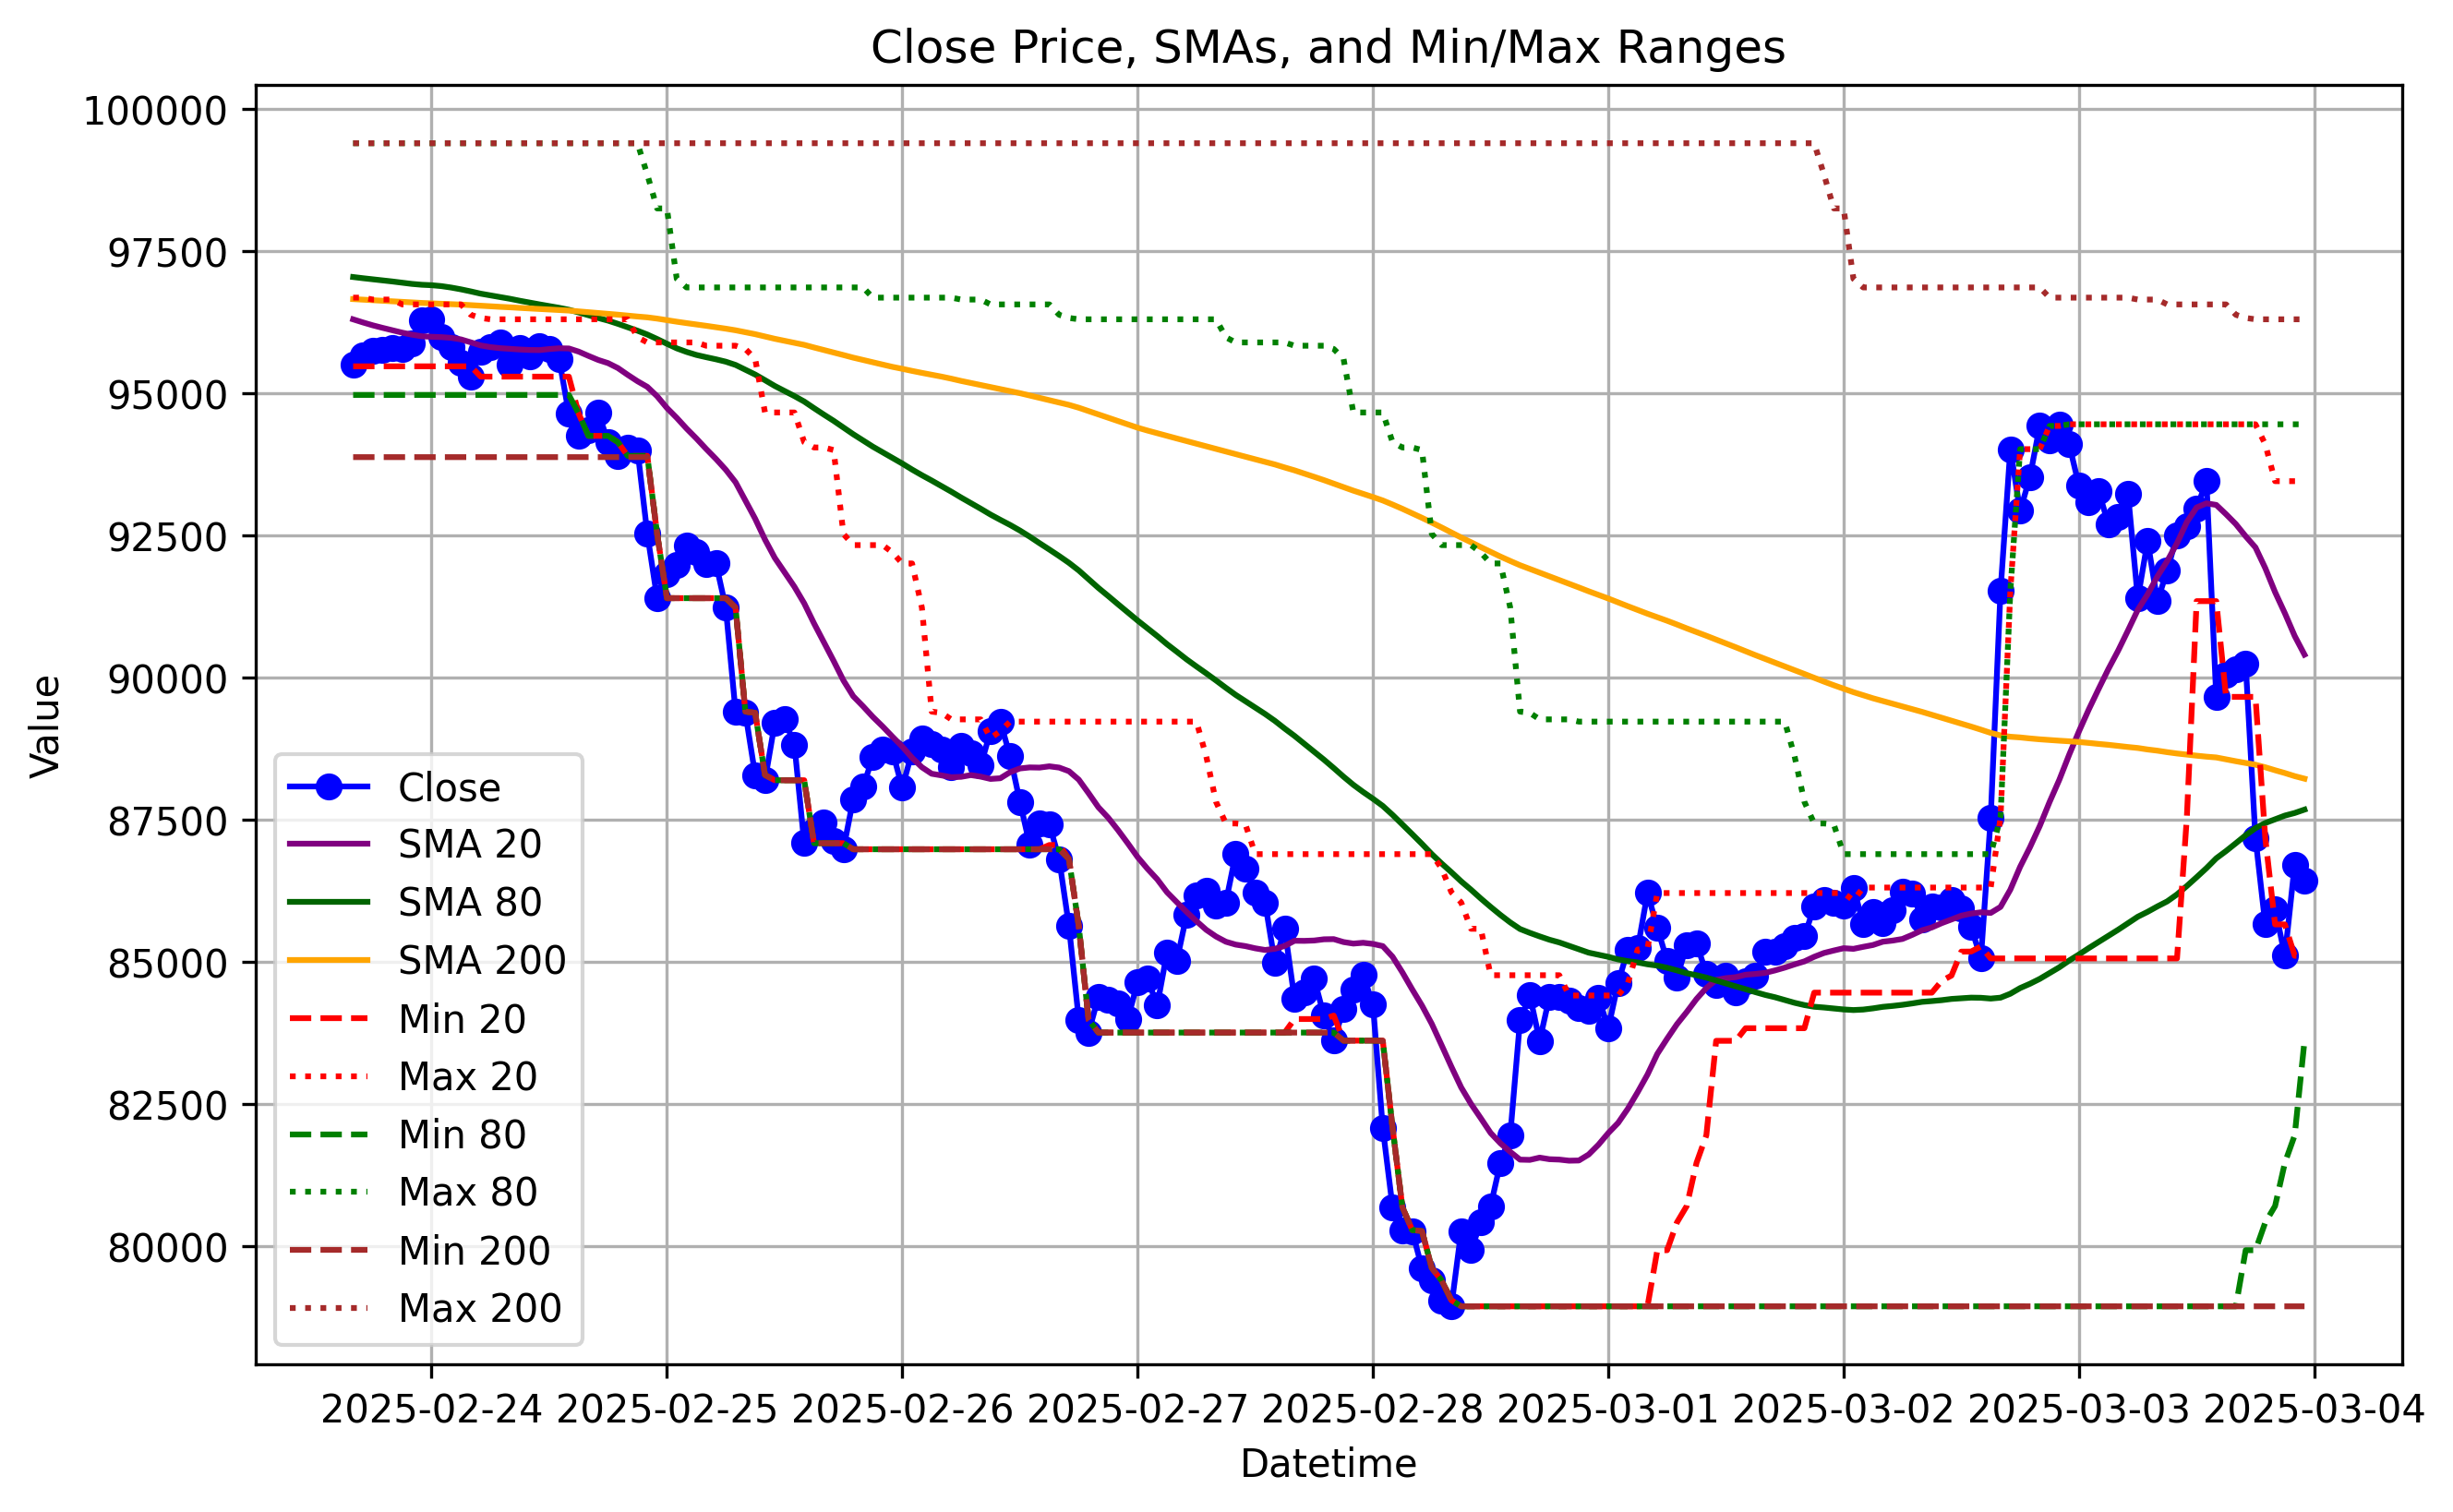 Close Price, SMAs, and Min/Max Ranges
100000
97500
95000
92500
90000
87500
85000
82500
80000
Value
Close
SMA 20
SMA 80
SMA 200
Min 20
Max 20
Min 80
Max 80
Min 200
Max 200
2025-02-24 2025-02-25 2025-02-26 2025-02-27 2025-02-28 2025-03-01 2025-03-02 2025-03-03 2025-03-04
Datetime